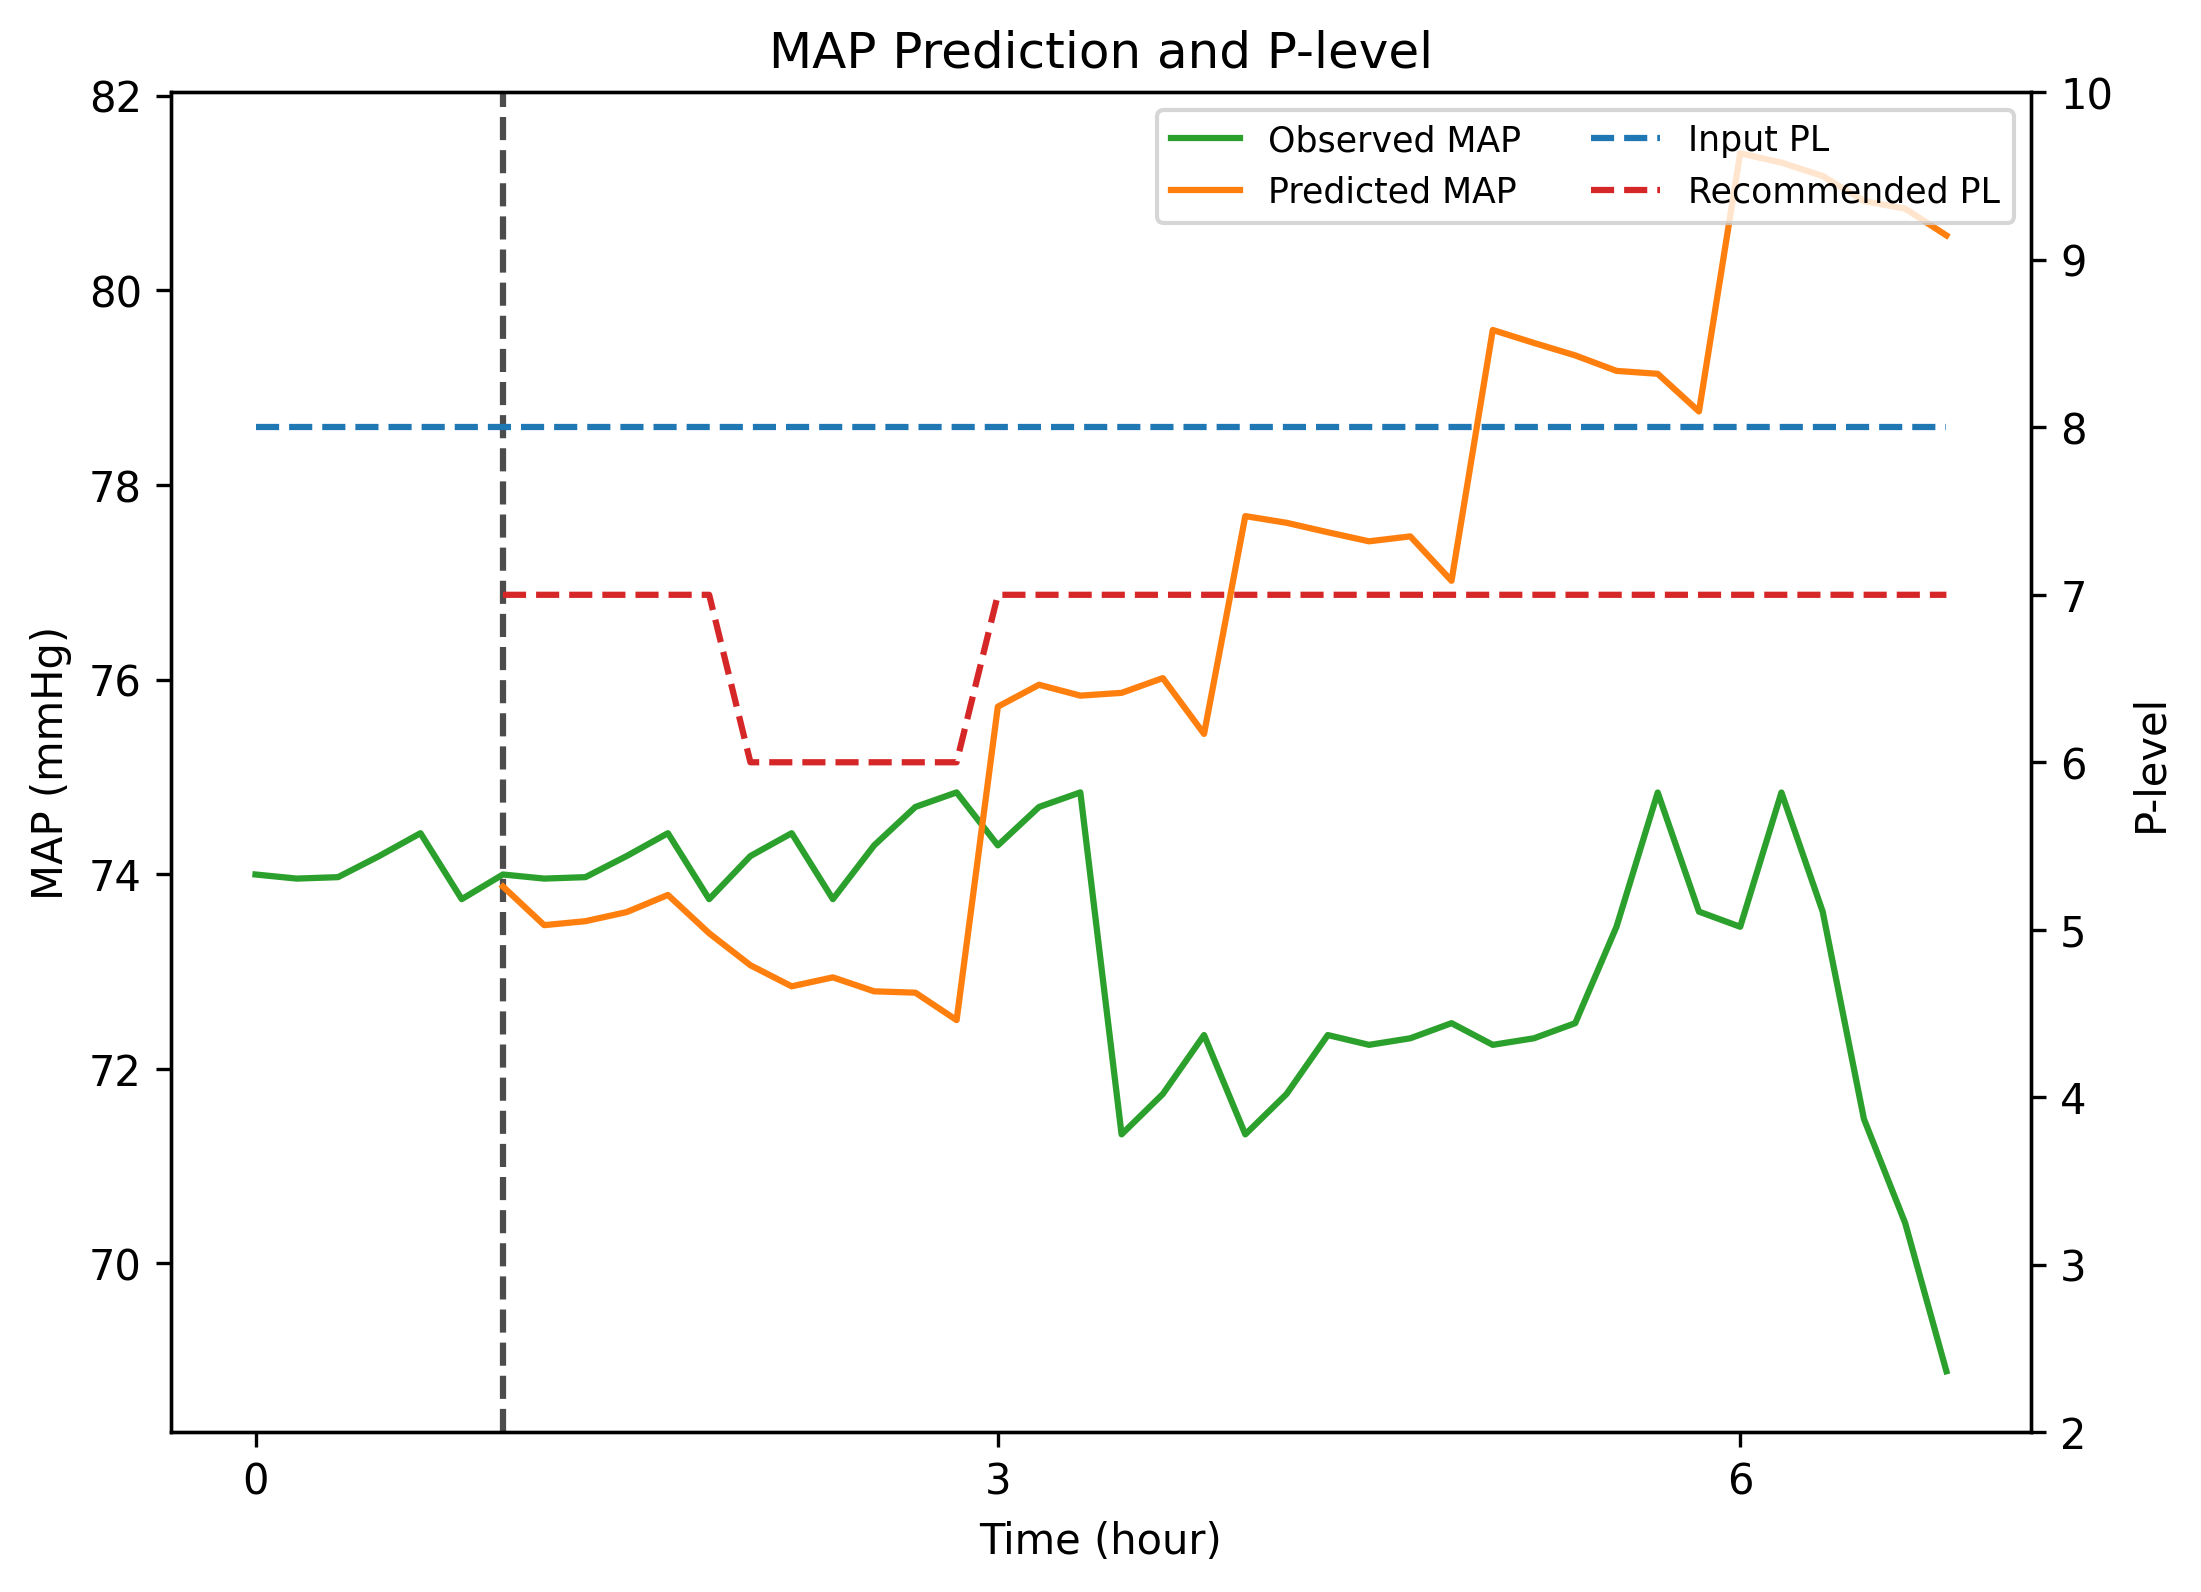 MAP Prediction and P-level
Observed MAP
Predicted MAP
Input PL
Recommended PL
MAP (mmHg)
82
80
78
76
74
72
70
10
9
8
7
6
5
4
3
2
P-level
0 3 6
Time (hour)